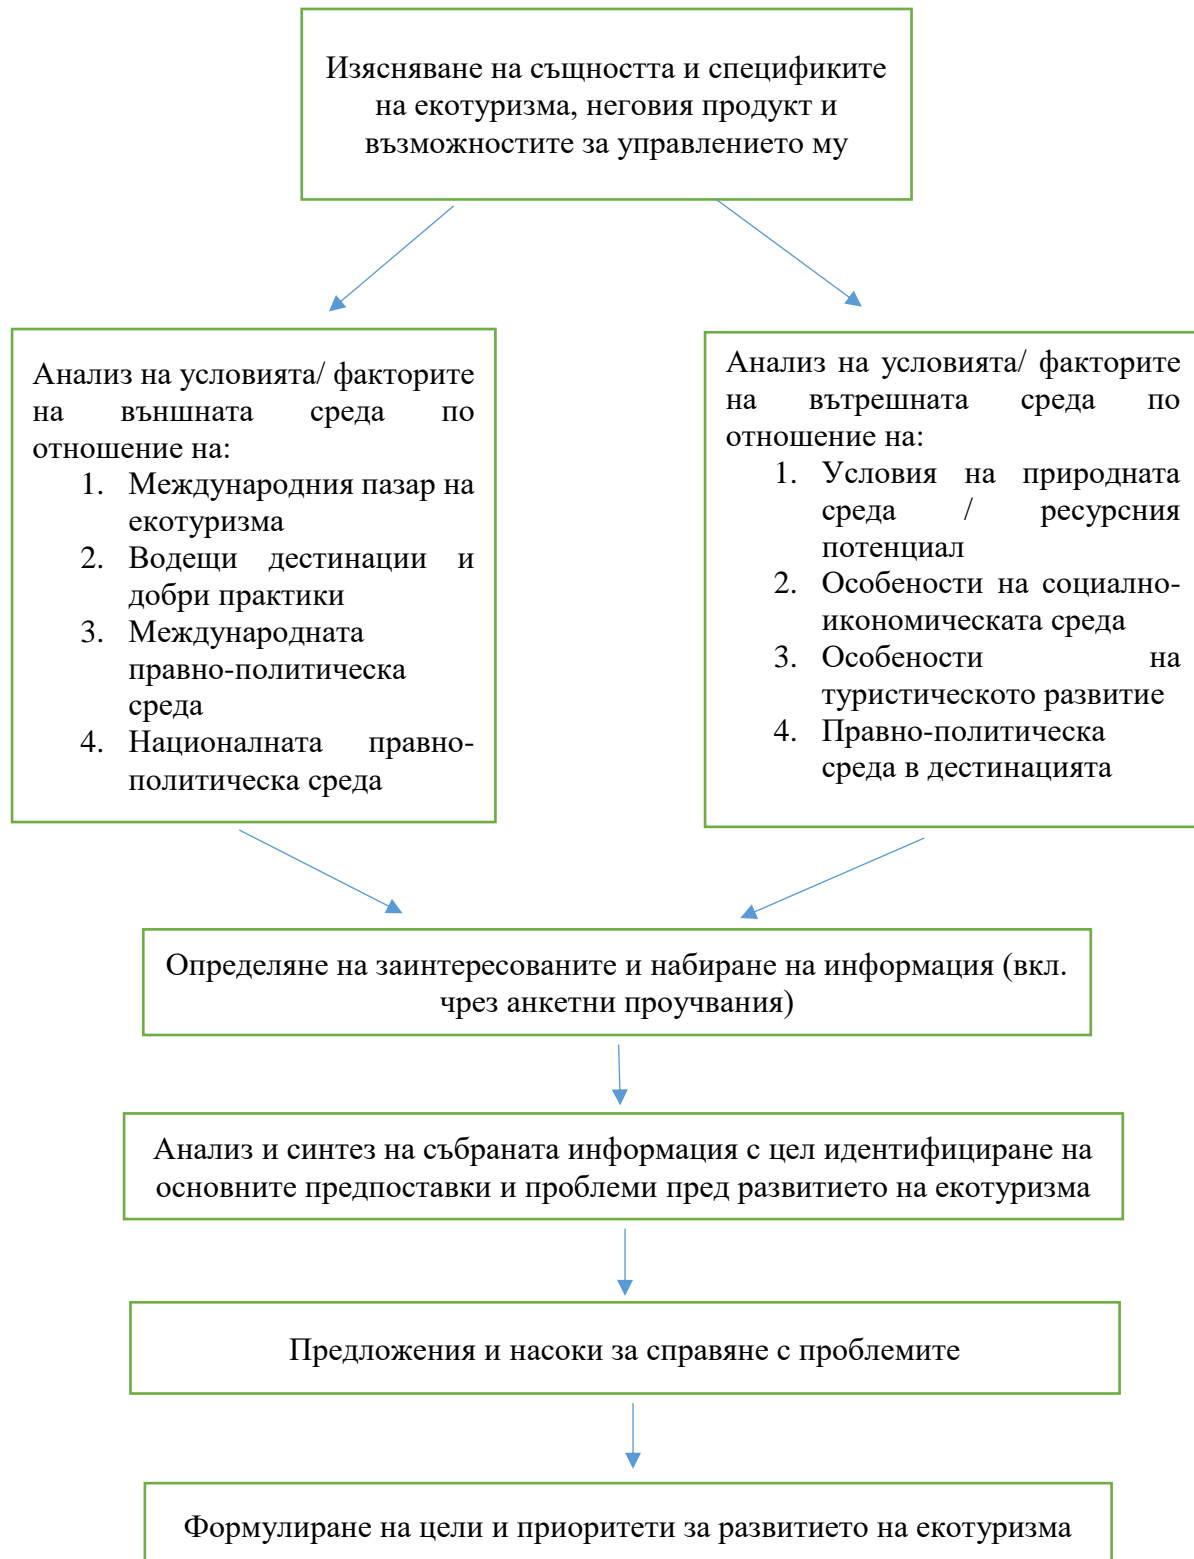 Изясняване на същността и спецификите
на екотуризма, неговия продукт и
възможностите за управлението му
Анализ на условията/ факторите
на външната среда по
отношение на:
1. Международния пазар на
екотуризма
2. Водещи дестинации и
добри практики
3. Международната
правно-политическа
среда
4. Националната правно-
политическа среда
Анализ на условията/ факторите
на вътрешната среда по
отношение на:
1. Условия на природната
среда / ресурсния
потенциал
2. Особености на социално-
икономическата среда
3. Особености на
туристическото развитие
4. Правно-политическа
среда в дестинацията
Определяне на заинтересованите и набиране на информация (вкл.
чрез анкетни проучвания)
Анализ и синтез на събраната информация с цел идентифициране на
основните предпоставки и проблеми пред развитието на екотуризма
Предложения и насоки за справяне с проблемите
Формулиране на цели и приоритети за развитието на екотуризма